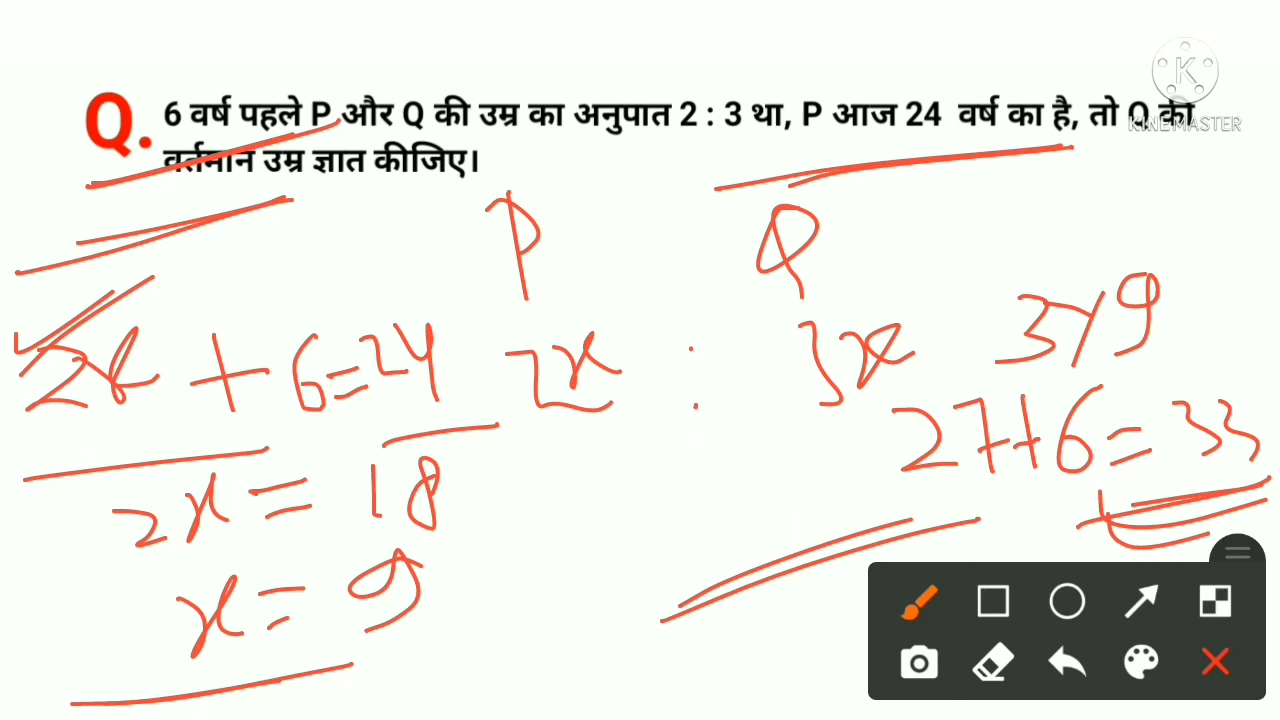 Q. 6 वर्ष पहले P और Q की उम्र का अनुपात 2 : 3 था, P आज 24 वर्ष का है, तो Q की
वर्तमान उम्र ज्ञात कीजिए।
K
KINEMASTER
P Q
2x + 6 = 24 2x : 3x 3×9
27+6 = 33
2x = 18
x = 9